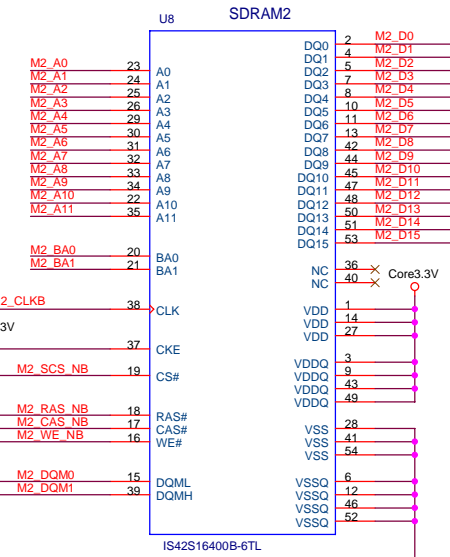 U8 SDRAM2
M2_A0 23 A0
M2_A1 24 A1
M2_A2 25 A2
M2_A3 26 A3
M2_A4 29 A4
M2_A5 30 A5
M2_A6 31 A6
M2_A7 32 A7
M2_A8 33 A8
M2_A9 34 A9
M2_A10 22 A10
M2_A11 35 A11
M2_BA0 20 BA0
M2_BA1 21 BA1
2_CLKB 38 CLK
3V
37 CKE
M2_SCS_NB 19 CS#
M2_RAS_NB 18 RAS#
M2_CAS_NB 17 CAS#
M2_WE_NB 16 WE#
M2_DQM0 15 DQML
M2_DQM1 39 DQMH
DQ0 2 M2_D0
DQ1 4 M2_D1
DQ2 5 M2_D2
DQ3 7 M2_D3
DQ4 8 M2_D4
DQ5 10 M2_D5
DQ6 11 M2_D6
DQ7 13 M2_D7
DQ8 42 M2_D8
DQ9 44 M2_D9
DQ10 45 M2_D10
DQ11 47 M2_D11
DQ12 48 M2_D12
DQ13 50 M2_D13
DQ14 51 M2_D14
DQ15 53 M2_D15
NC 36
NC 40
Core3.3V
VDD 1
VDD 14
VDD 27
VDDQ 3
VDDQ 9
VDDQ 43
VDDQ 49
VSS 28
VSS 41
VSS 54
VSSQ 6
VSSQ 12
VSSQ 46
VSSQ 52
IS42S16400B-6TL